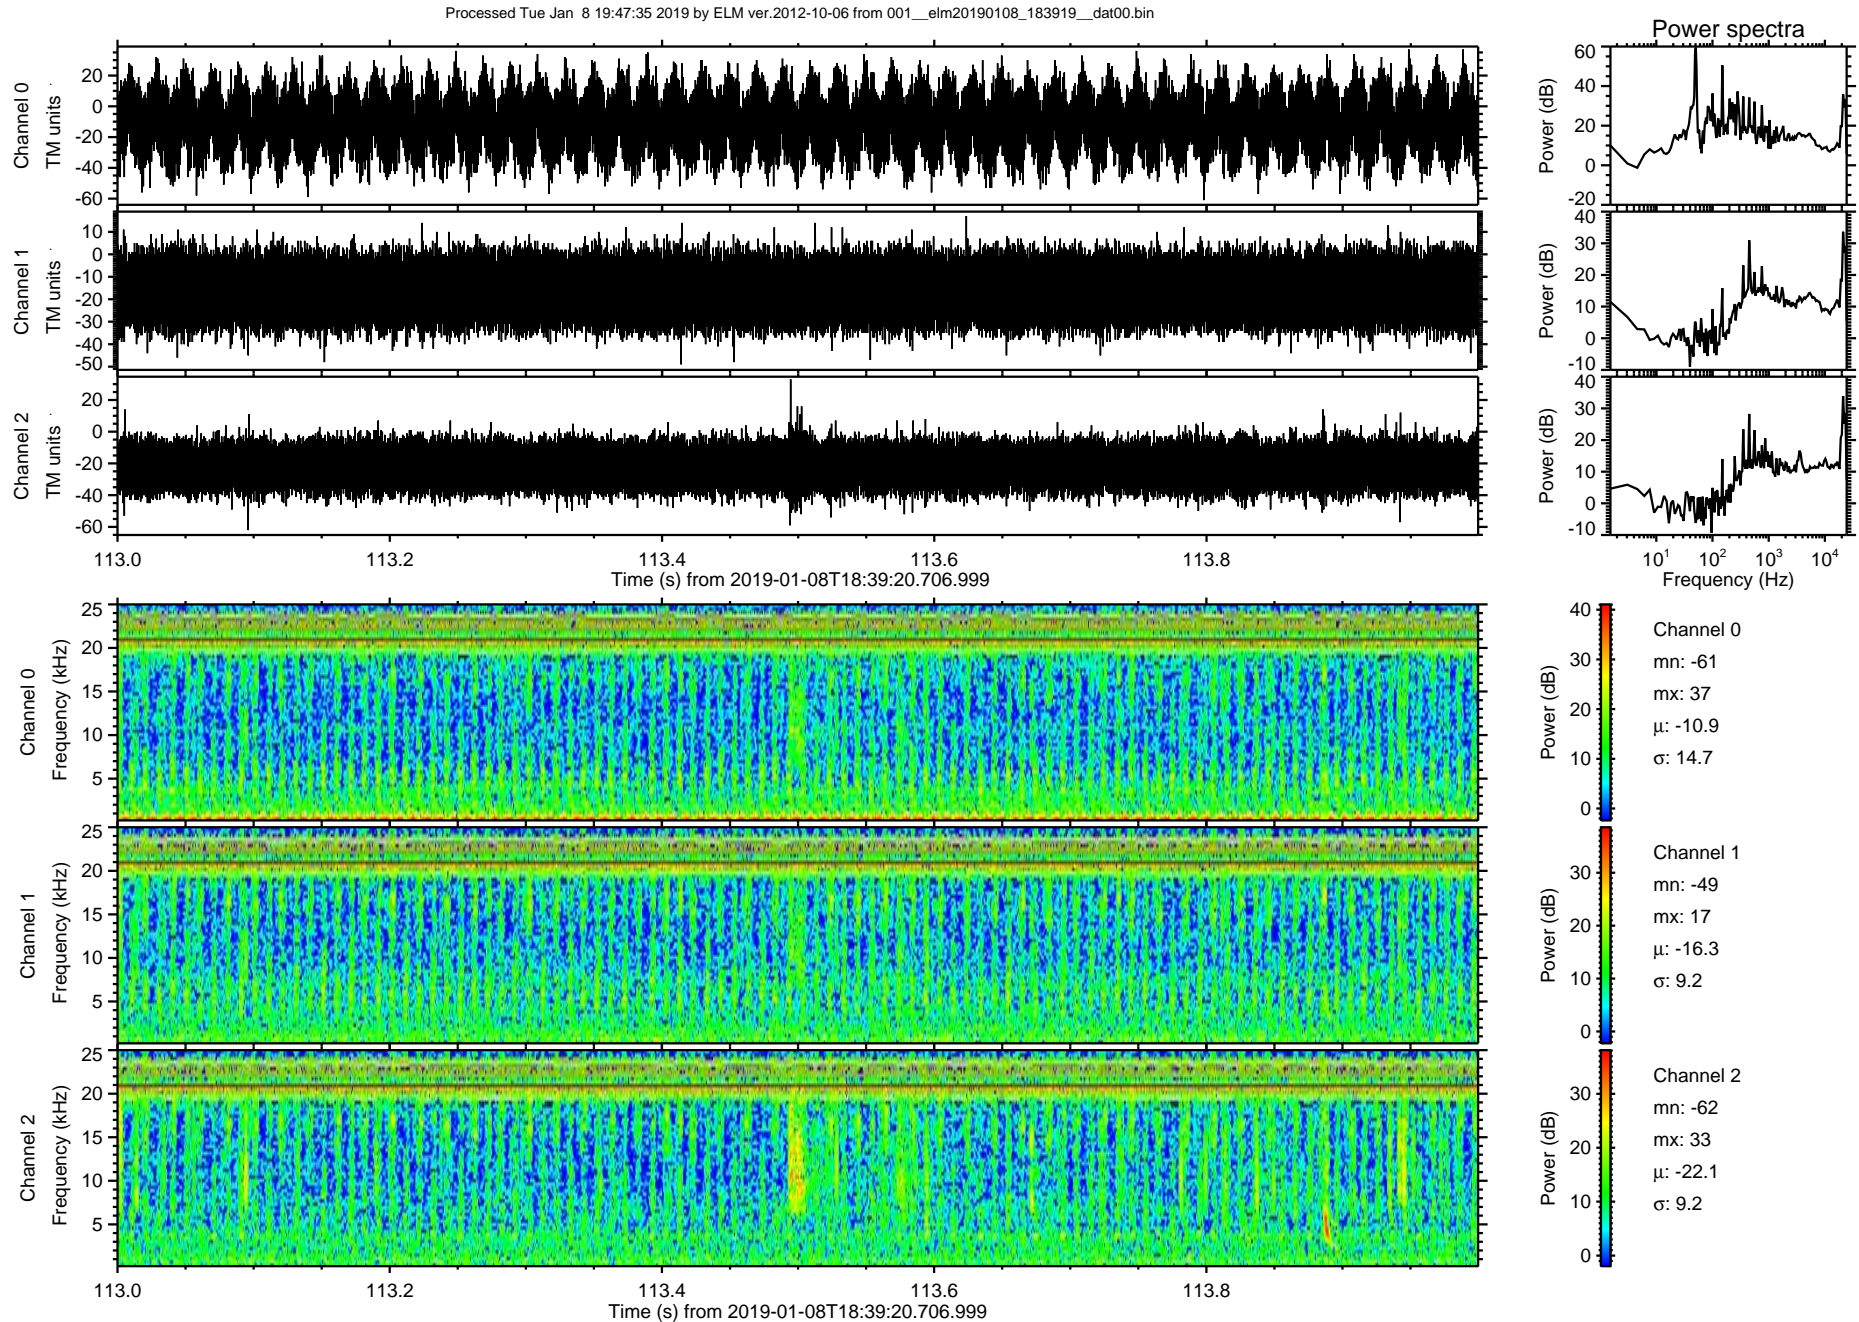 Processed Tue Jan  8 19:47:35 2019 by ELM ver.2012-10-06 from 001__elm20190108_183919__dat00.bin
Power spectra
Channel 0
TM units
20
0
-20
-40
-60
Power (dB)
60
40
20
0
-20
Channel 1
TM units
10
0
-10
-20
-30
-40
-50
Power (dB)
40
30
20
10
0
-10
Channel 2
TM units
20
0
-20
-40
-60
Power (dB)
40
30
20
10
0
-10
113.0 113.2 113.4 113.6 113.8
Time (s) from 2019-01-08T18:39:20.706.999
10^1 10^2 10^3 10^4
Frequency (Hz)
Channel 0
Frequency (kHz)
25
20
15
10
5
Power (dB)
40
30
20
10
0
Channel 0
mn: -61
mx: 37
μ: -10.9
σ: 14.7
Channel 1
Frequency (kHz)
25
20
15
10
5
Power (dB)
30
20
10
0
Channel 1
mn: -49
mx: 17
μ: -16.3
σ: 9.2
Channel 2
Frequency (kHz)
25
20
15
10
5
Power (dB)
30
20
10
0
Channel 2
mn: -62
mx: 33
μ: -22.1
σ: 9.2
113.0 113.2 113.4 113.6 113.8
Time (s) from 2019-01-08T18:39:20.706.999